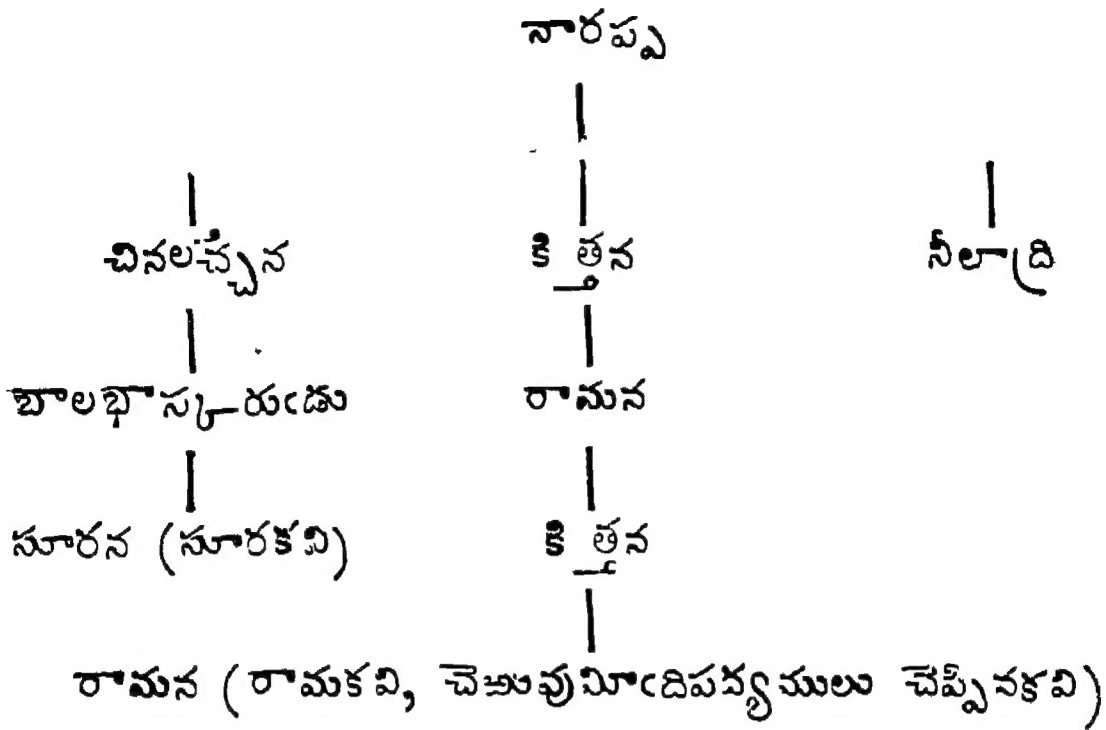 నారప్ప
చినలచ్చన కిత్తన నీలాద్రి
బాలభాస్కరుఁడు రామన
సూరన (సూరకవి) కిత్తన
రామన (రామకవి, చెఱువుమీఁదిపద్యములు చెప్పినకవి)